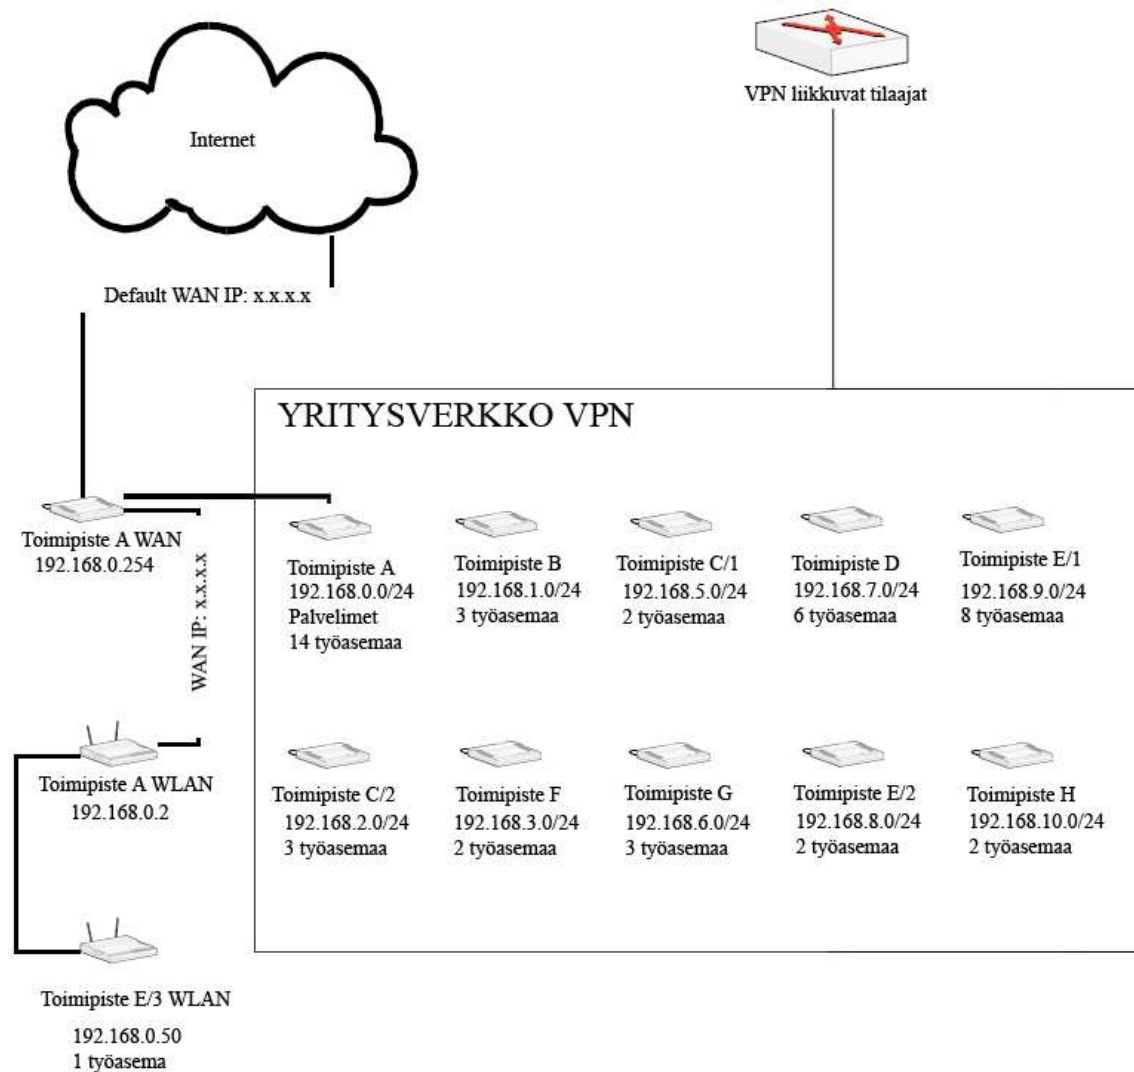 Internet
VPN liikkuvat tilaajat
Default WAN IP: x.x.x.x
YRITYSVERKKO VPN
Toimipiste A WAN
192.168.0.254
WAN IP: x.x.x.x
Toimipiste A
192.168.0.0/24
Palvelimet
14 työasemaa
Toimipiste B
192.168.1.0/24
3 työasemaa
Toimipiste C/1
192.168.5.0/24
2 työasemaa
Toimipiste D
192.168.7.0/24
6 työasemaa
Toimipiste E/1
192.168.9.0/24
8 työasemaa
Toimipiste A WLAN
192.168.0.2
Toimipiste C/2
192.168.2.0/24
3 työasemaa
Toimipiste F
192.168.3.0/24
2 työasemaa
Toimipiste G
192.168.6.0/24
3 työasemaa
Toimipiste E/2
192.168.8.0/24
2 työasemaa
Toimipiste H
192.168.10.0/24
2 työasemaa
Toimipiste E/3 WLAN
192.168.0.50
1 työasema